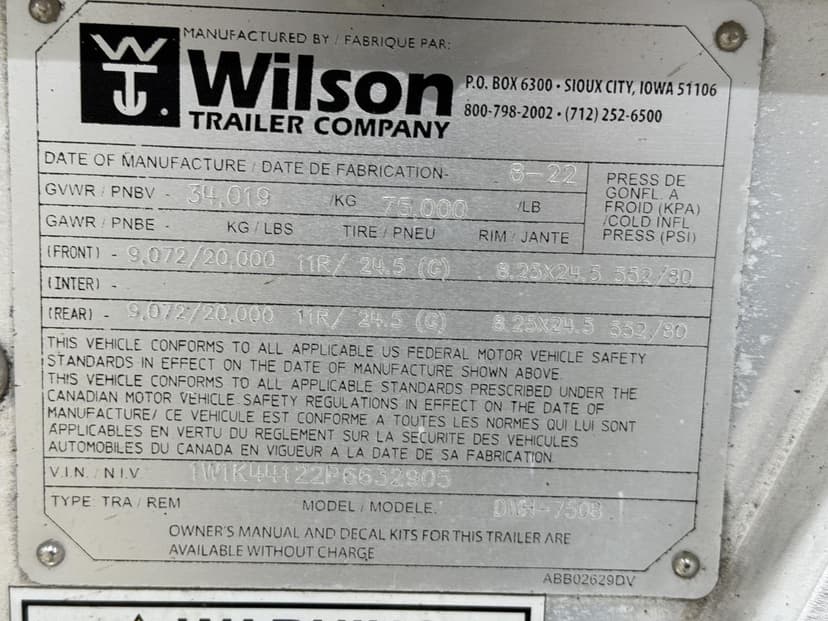 MANUFACTURED BY / FABRIQUE PAR:
WT
Wilson
TRAILER COMPANY
P.O. BOX 6300 • SIOUX CITY, IOWA 51106
800-798-2002 • (712) 252-6500
DATE OF MANUFACTURE / DATE DE FABRICATION- 8-22
GVWR / PNBV - 34,019 /KG 75,000 /LB
PRESS DE
GONFL. A
FROID (KPA)
/COLD INFL
PRESS (PSI)
GAWR / PNBE - KG / LBS TIRE / PNEU RIM / JANTE
(FRONT) - 9,072/20,000 11R/ 24.5 (G) 8.25X24.5 552/80
(INTER) -
(REAR) - 9,072/20,000 11R/ 24.5 (G) 8.25X24.5 552/80
THIS VEHICLE CONFORMS TO ALL APPLICABLE US FEDERAL MOTOR VEHICLE SAFETY
STANDARDS IN EFFECT ON THE DATE OF MANUFACTURE SHOWN ABOVE.
THIS VEHICLE CONFORMS TO ALL APPLICABLE STANDARDS PRESCRIBED UNDER THE
CANADIAN MOTOR VEHICLE SAFETY REGULATIONS IN EFFECT ON THE DATE OF
MANUFACTURE/ CE VEHICULE EST CONFORME A TOUTES LES NORMES QUI LUI SONT
APPLICABLES EN VERTU DU REGLEMENT SUR LA SECURITE DES VEHICULES
AUTOMOBILES DU CANADA EN VIGUEUR A LA DATE DE SA FABRICATION.
V.I.N. / N.I.V. 1W1K44122P6632905
TYPE: TRA / REM MODEL / MODELE:
OWNER'S MANUAL AND DECAL KITS FOR THIS TRAILER ARE
AVAILABLE WITHOUT CHARGE
ABB02629DV